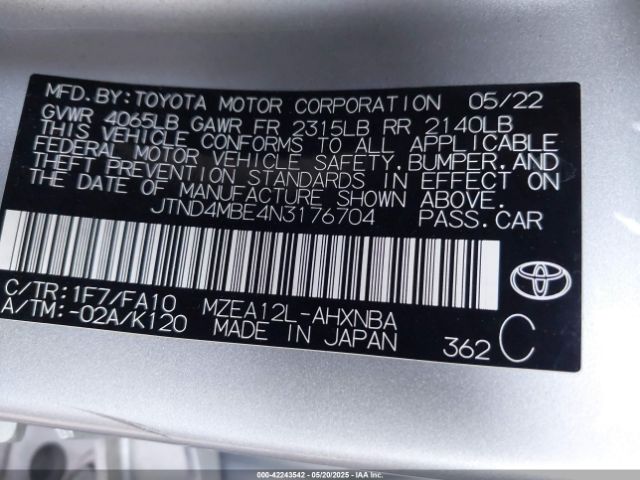 MFD.BY:TOYOTA MOTOR CORPORATION 05/22
GVWR 4065LB GAWR FR 2315LB RR 2140LB
THIS VEHICLE CONFORMS TO ALL APPLICABLE
FEDERAL MOTOR VEHICLE SAFETY,BUMPER,AND
THEFT PREVENTION STANDARDS IN EFFECT ON
THE DATE OF MANUFACTURE SHOWN ABOVE.
JTND4MBE4N3176704 PASS.CAR
C/TR:1F7/FA10 MZEA12L-AHXNBA
A/TM:-02A/K120 MADE IN JAPAN 362 C
000-42243542 — 05/20/2025 — IAA Inc. All Rights Reserved